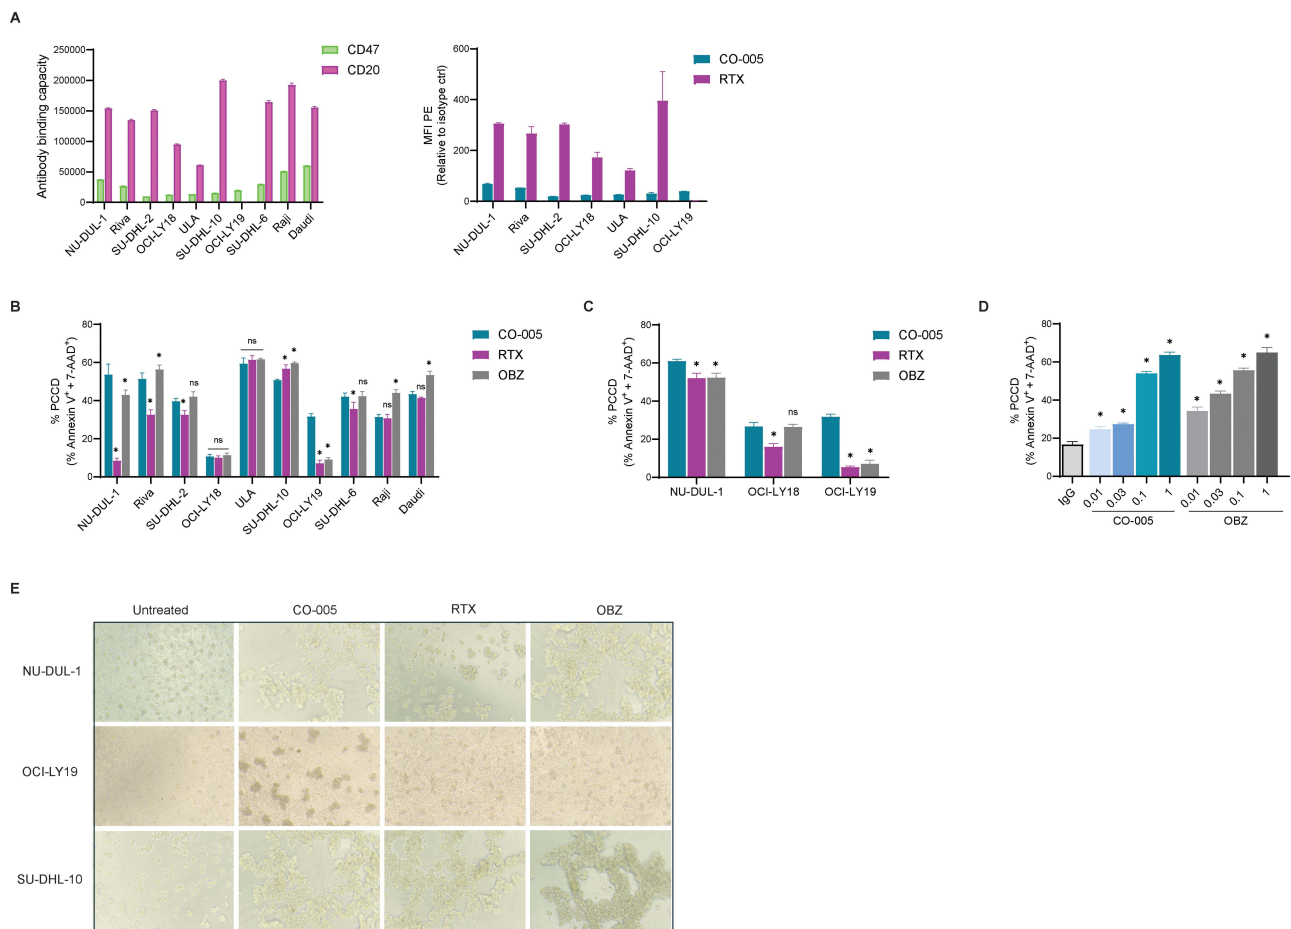 A
250000
200000
150000
100000
50000
0
Antibody binding capacity
CD47
CD20
NU-DUL-1
Riva
SU-DHL-2
OCI-LY18
ULA
SU-DHL-10
OCI-LY19
SU-DHL-6
Raji
Daudi
600
400
200
0
MFI PE
(Relative to isotype ctrl)
CO-005
RTX
NU-DUL-1
Riva
SU-DHL-2
OCI-LY18
ULA
SU-DHL-10
OCI-LY19
B
80
60
40
20
0
% PCCD
(% Annexin V⁺ + 7-AAD⁺)
* * * * * ns ns ns * * * * * ns * ns *
CO-005
RTX
OBZ
NU-DUL-1
Riva
SU-DHL-2
OCI-LY18
ULA
SU-DHL-10
OCI-LY19
SU-DHL-6
Raji
Daudi
C
80
60
40
20
0
% PCCD
(% Annexin V⁺ + 7-AAD⁺)
* * * ns * *
CO-005
RTX
OBZ
NU-DUL-1 OCI-LY18 OCI-LY19
D
80
60
40
20
0
% PCCD
(% Annexin V⁺ + 7-AAD⁺)
* * * * * * * *
IgG 0.01 0.03 0.1 1 0.01 0.03 0.1 1
CO-005 OBZ
E
Untreated CO-005 RTX OBZ
NU-DUL-1
OCI-LY19
SU-DHL-10